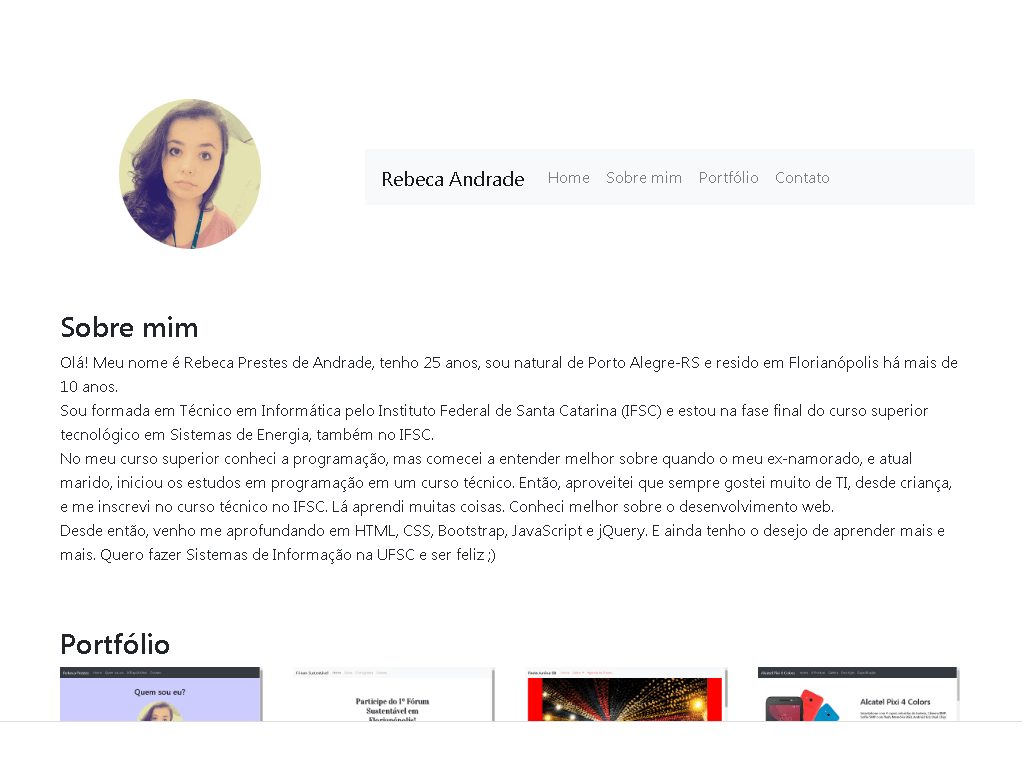 Rebeca Andrade Home Sobre mim Portfólio Contato
Sobre mim
Olá! Meu nome é Rebeca Prestes de Andrade, tenho 25 anos, sou natural de Porto Alegre-RS e resido em Florianópolis há mais de
10 anos.
Sou formada em Técnico em Informática pelo Instituto Federal de Santa Catarina (IFSC) e estou na fase final do curso superior
tecnológico em Sistemas de Energia, também no IFSC.
No meu curso superior conheci a programação, mas comecei a entender melhor sobre quando o meu ex-namorado, e atual
marido, iniciou os estudos em programação em um curso técnico. Então, aproveitei que sempre gostei muito de TI, desde criança,
e me inscrevi no curso técnico no IFSC. Lá aprendi muitas coisas. Conheci melhor sobre o desenvolvimento web.
Desde então, venho me aprofundando em HTML, CSS, Bootstrap, JavaScript e jQuery. E ainda tenho o desejo de aprender mais e
mais. Quero fazer Sistemas de Informação na UFSC e ser feliz ;)
Portfólio
Quem sou eu?
Participe do 1º Fórum
Sustentável em
Florianópolis!
Alcatel Pixi 4 Colors
Alcatel Pixi 4 Colors